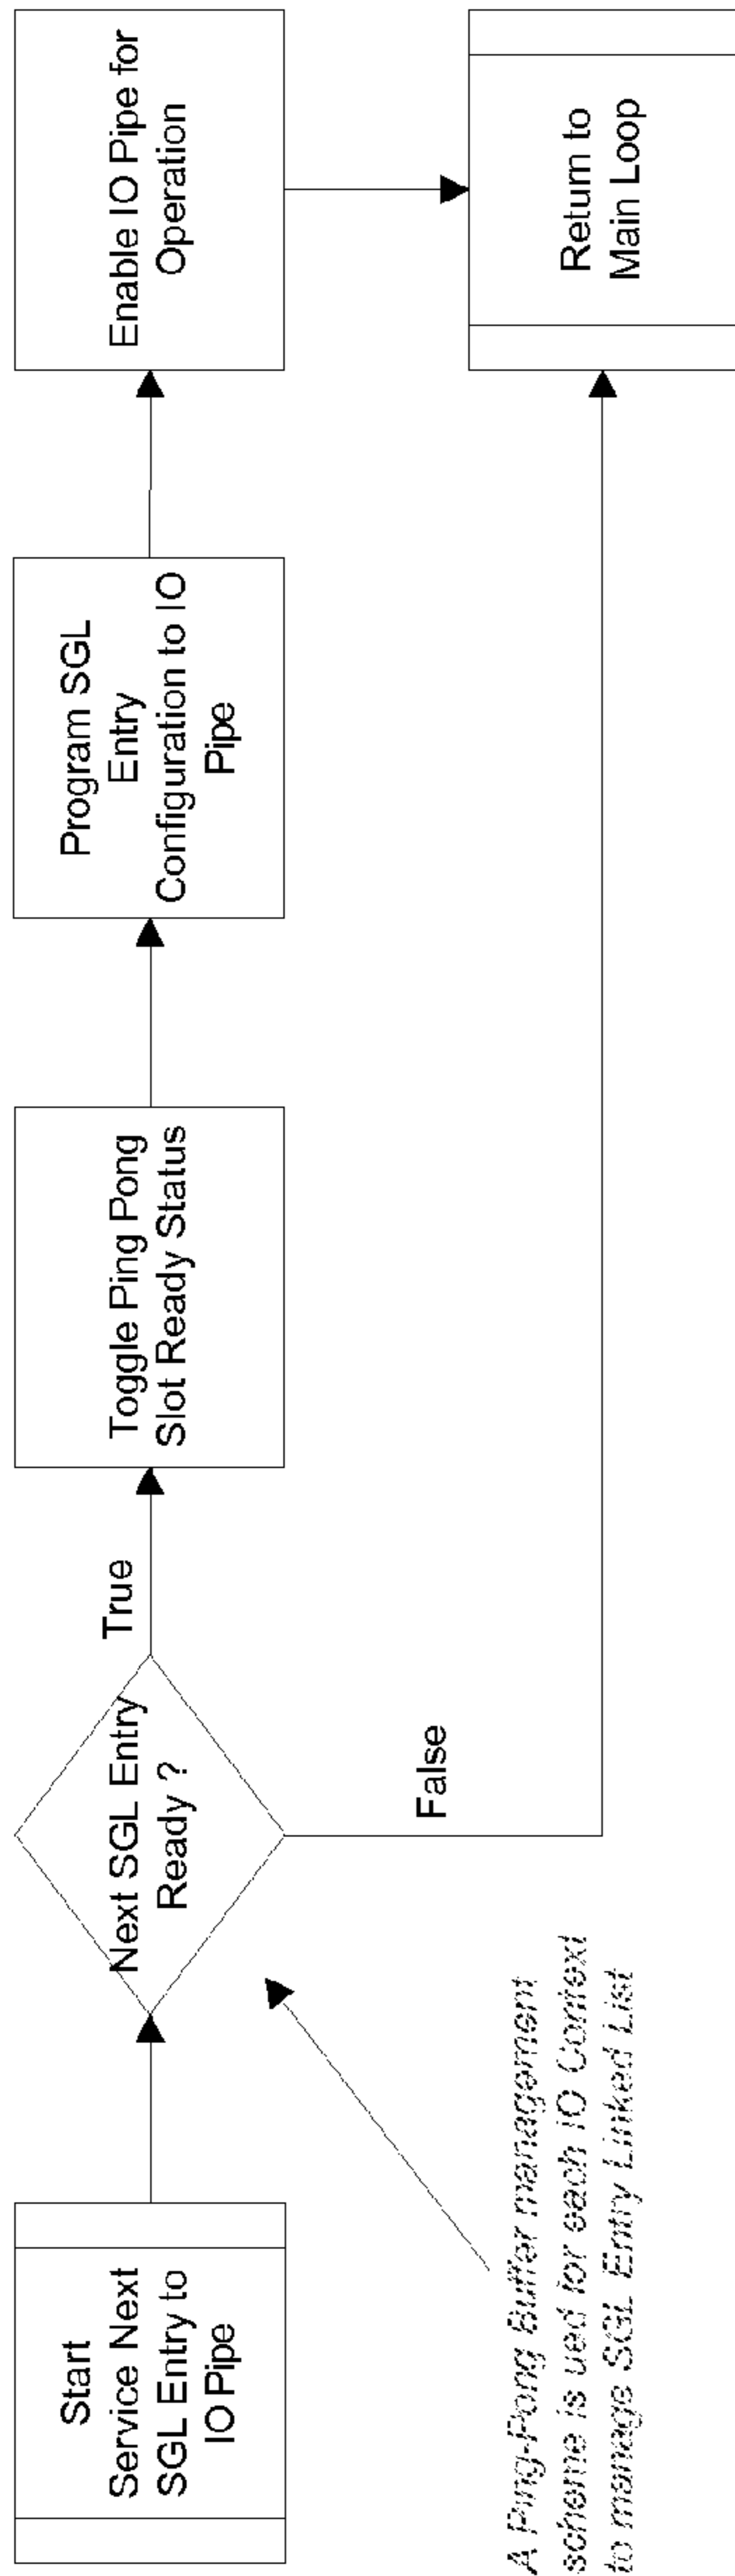 Start
Service Next
SGL Entry to
IO Pipe
Next SGL Entry
Ready ?
True
False
Toggle Ping Pong
Slot Ready Status
Program SGL
Entry
Configuration to IO
Pipe
Enable IO Pipe for
Operation
Return to
Main Loop
A Ping-Pong Buffer management
scheme is ued for each IO Context
to manage SGL Entry Linked List